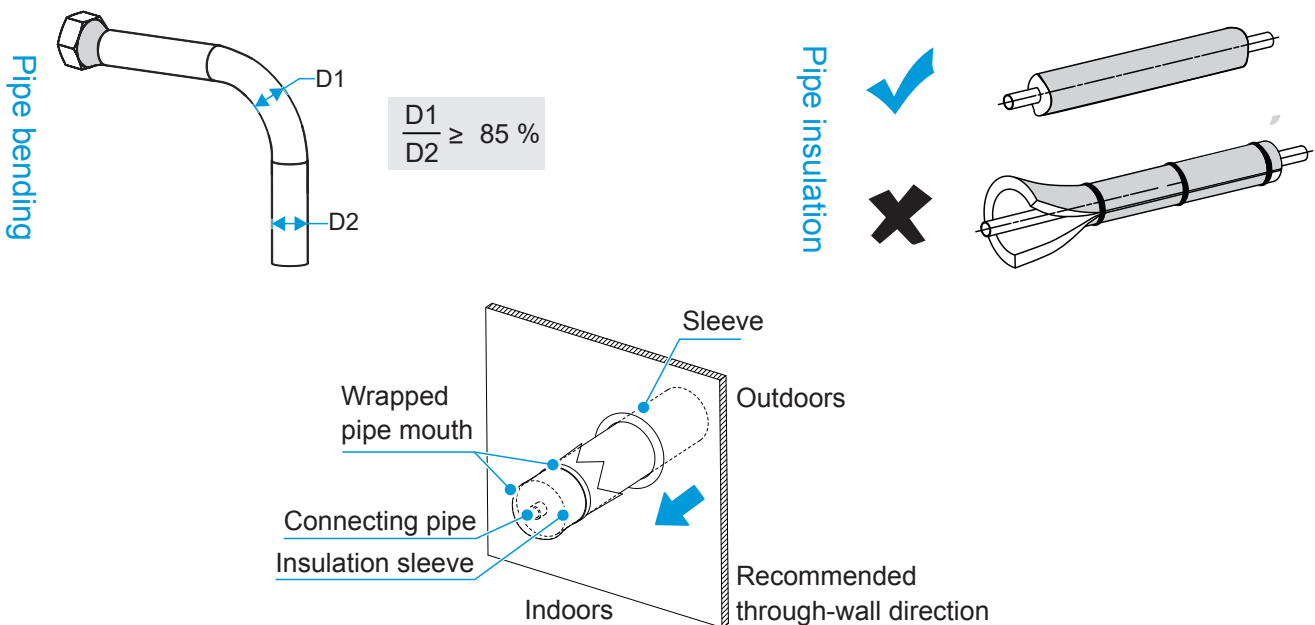 Pipe bending
D1
D2
D1
D2
≥ 85 %
Pipe insulation
Sleeve
Outdoors
Wrapped
pipe mouth
Connecting pipe
Insulation sleeve
Indoors
Recommended
through-wall direction